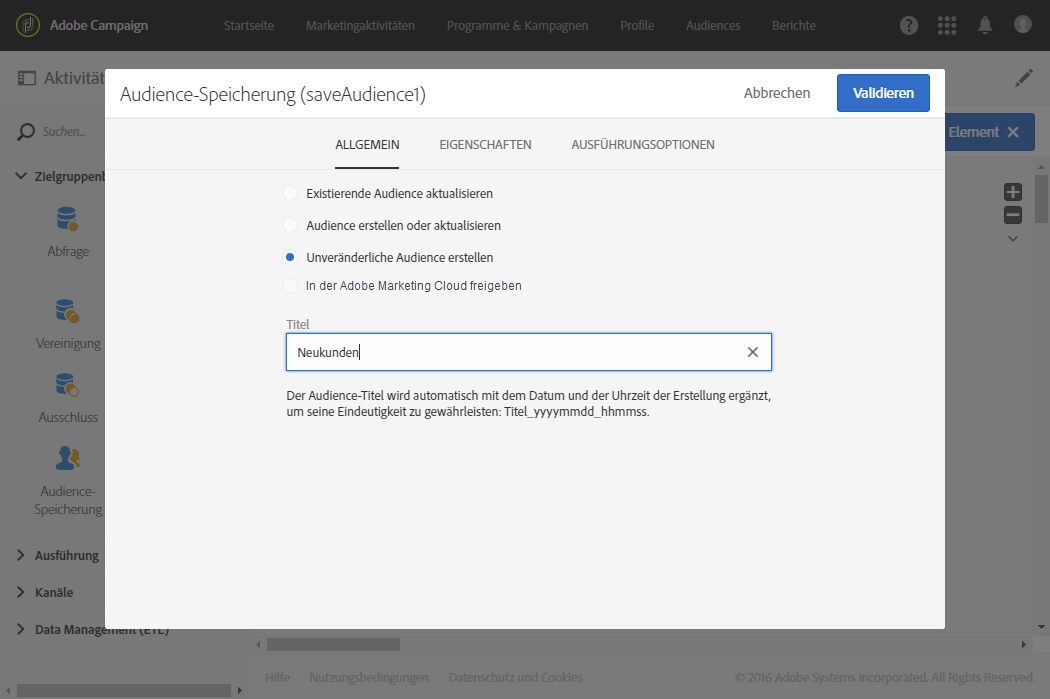 Adobe Campaign
Startseite
Marketingaktivitäten
Programme & Kampagnen
Profile
Audiences
Berichte
Aktivität
Audience-Speicherung (saveAudience1)
Abbrechen
Validieren
Suchen...
Element
ALLGEMEIN
EIGENSCHAFTEN
AUSFÜHRUNGSOPTIONEN
Zielgruppenb
Abfrage
Vereinigung
Ausschluss
Audience-
Speicherung
Ausführung
Kanäle
Data Management (ETL)
Existierende Audience aktualisieren
Audience erstellen oder aktualisieren
Unveränderliche Audience erstellen
In der Adobe Marketing Cloud freigeben
Titel
Neukunden
Der Audience-Titel wird automatisch mit dem Datum und der Uhrzeit der Erstellung ergänzt,
um seine Eindeutigkeit zu gewährleisten: Titel_yyyymmdd_hhmmss.
Hilfe
Nutzungsbedingungen
Datenschutz und Cookies
© 2016 Adobe Systems Incorporated. All Rights Reserved.